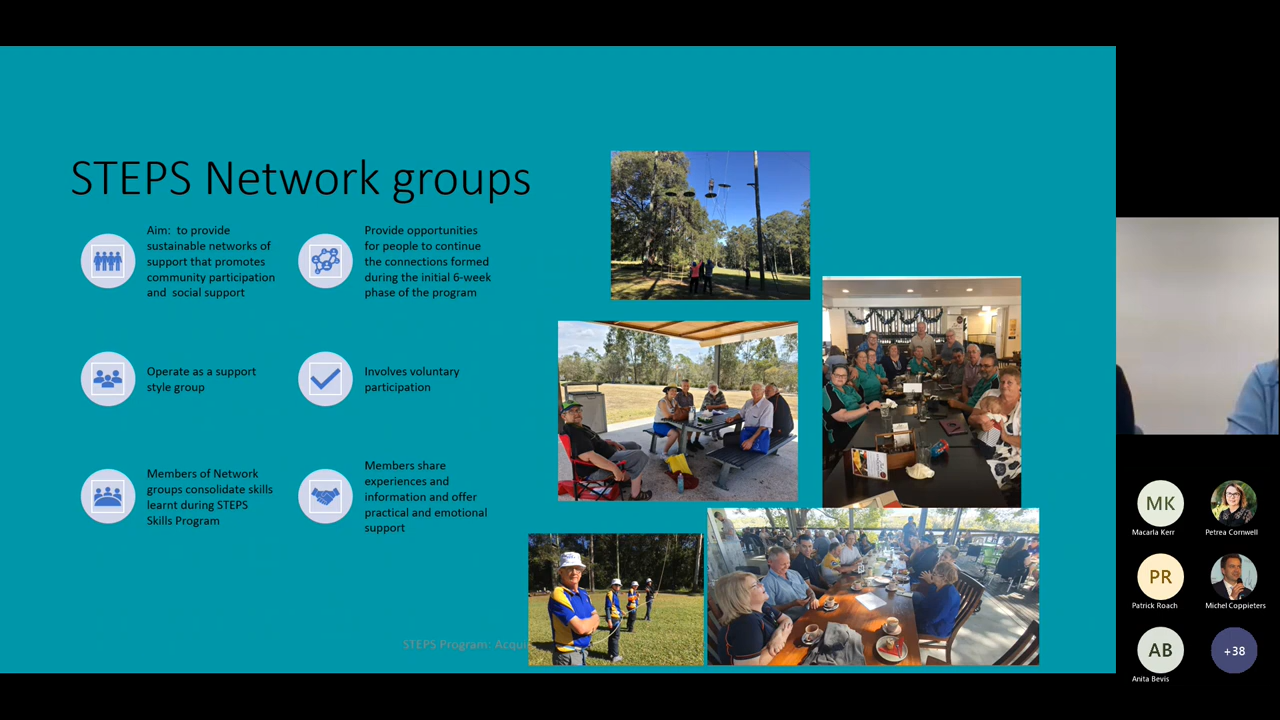 STEPS Network groups
Aim:  to provide
sustainable networks of
support that promotes
community participation
and  social support
Provide opportunities
for people to continue
the connections formed
during the initial 6-week
phase of the program
Operate as a support
style group
Involves voluntary
participation
Members of Network
groups consolidate skills
learnt during STEPS
Skills Program
Members share
experiences and
information and offer
practical and emotional
support
STEPS Program: Acqui
MK
Macarla Kerr
Petrea Cornwell
PR
Patrick Roach
Michel Coppieters
AB
Anita Bevis
+38